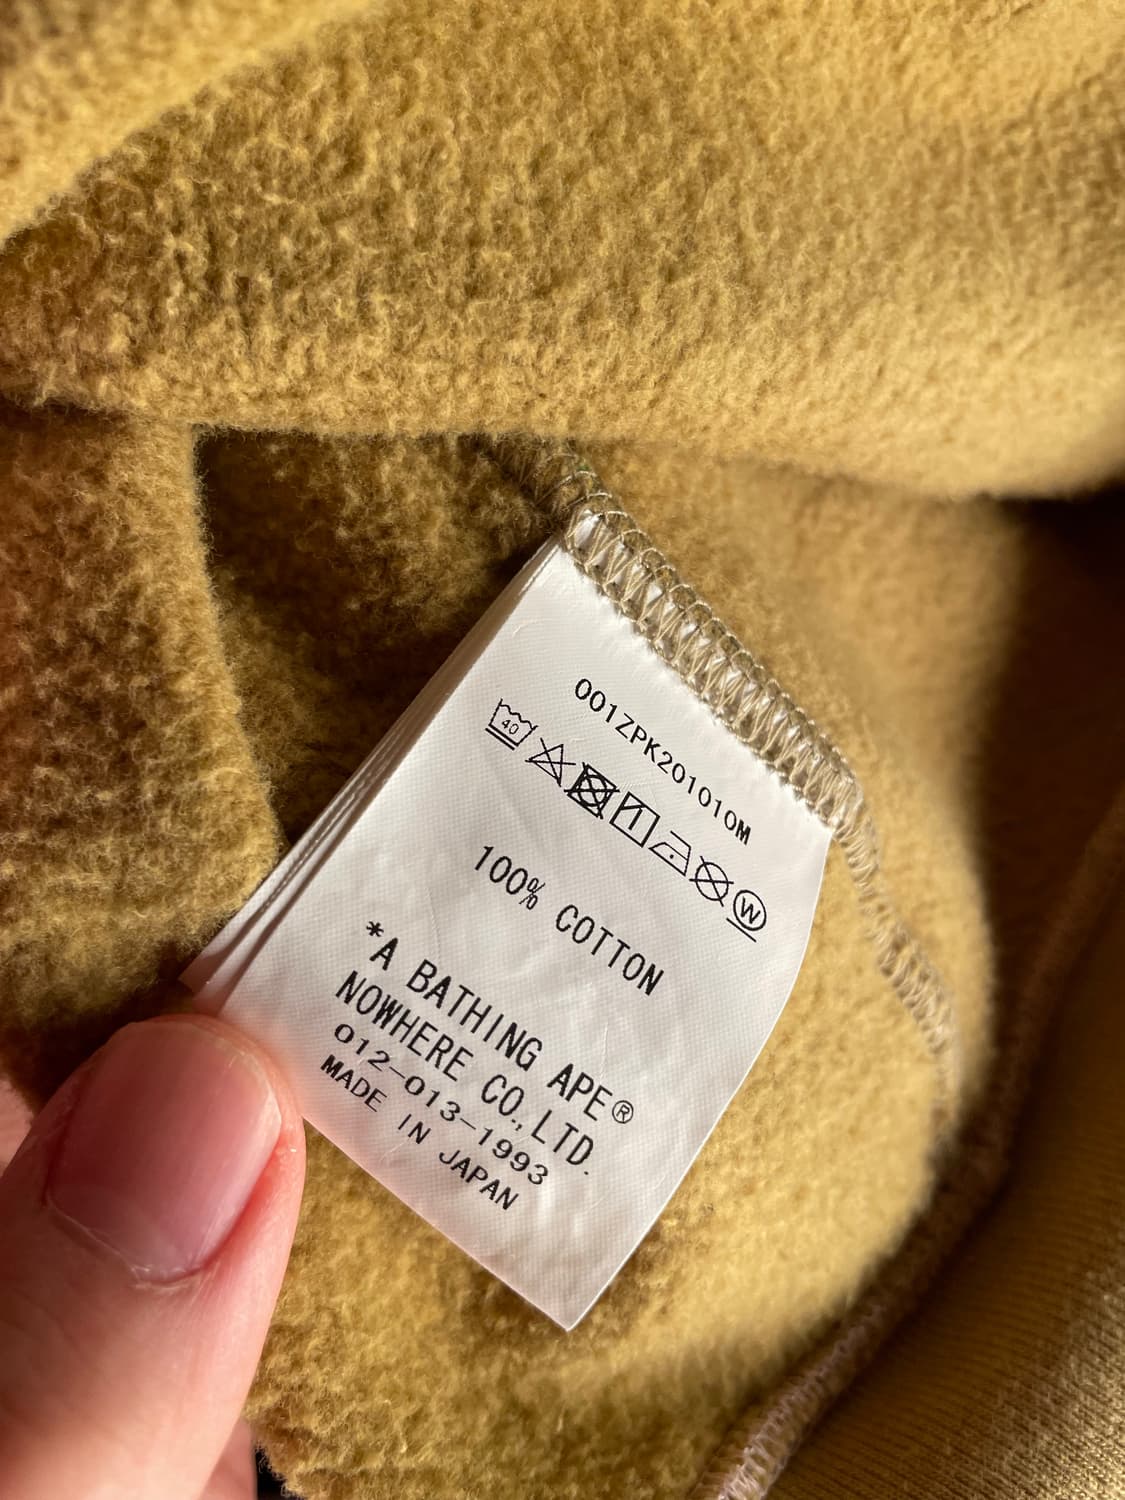 001ZPK201010M
40
W
100% COTTON
*A BATHING APE®
NOWHERE CO.,LTD.
012-013-1993
MADE IN JAPAN